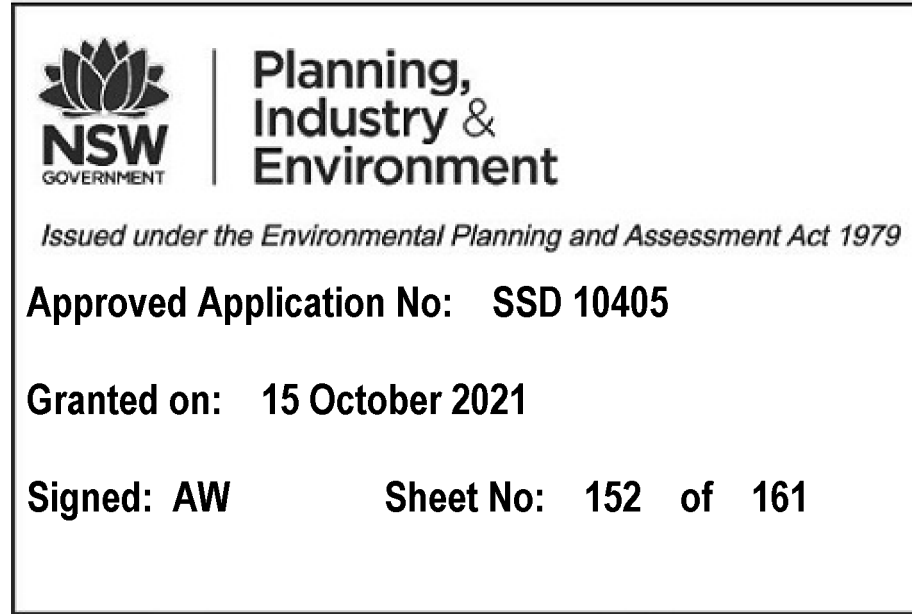 Planning,
Industry &
Environment
NSW
GOVERNMENT
Issued under the Environmental Planning and Assessment Act 1979
Approved Application No: SSD 10405
Granted on: 15 October 2021
Signed: AW Sheet No: 152 of 161